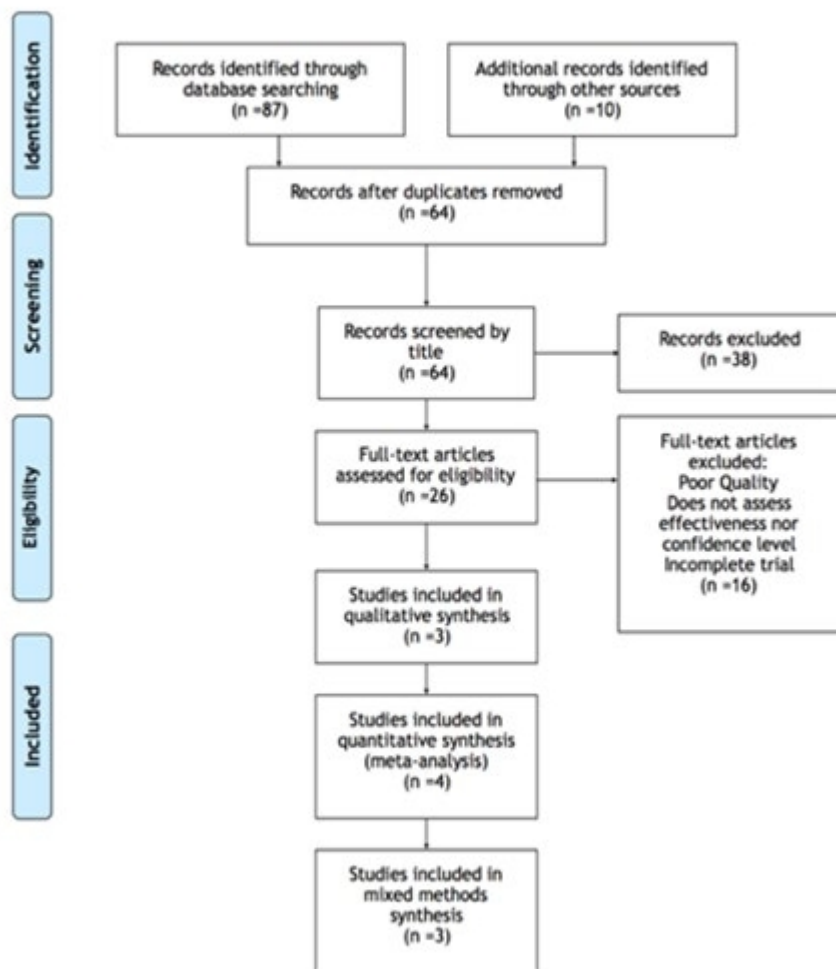 Identification
Records identified through
database searching
(n =87)
Additional records identified
through other sources
(n =10)
Records after duplicates removed
(n =64)
Screening
Records screened by
title
(n =64)
Records excluded
(n =38)
Eligibility
Full-text articles
assessed for eligibility
(n =26)
Full-text articles
excluded:
Poor Quality
Does not assess
effectiveness nor
confidence level
Incomplete trial
(n =16)
Studies included in
qualitative synthesis
(n =3)
Included
Studies included in
quantitative synthesis
(meta-analysis)
(n =4)
Studies included in
mixed methods
synthesis
(n =3)